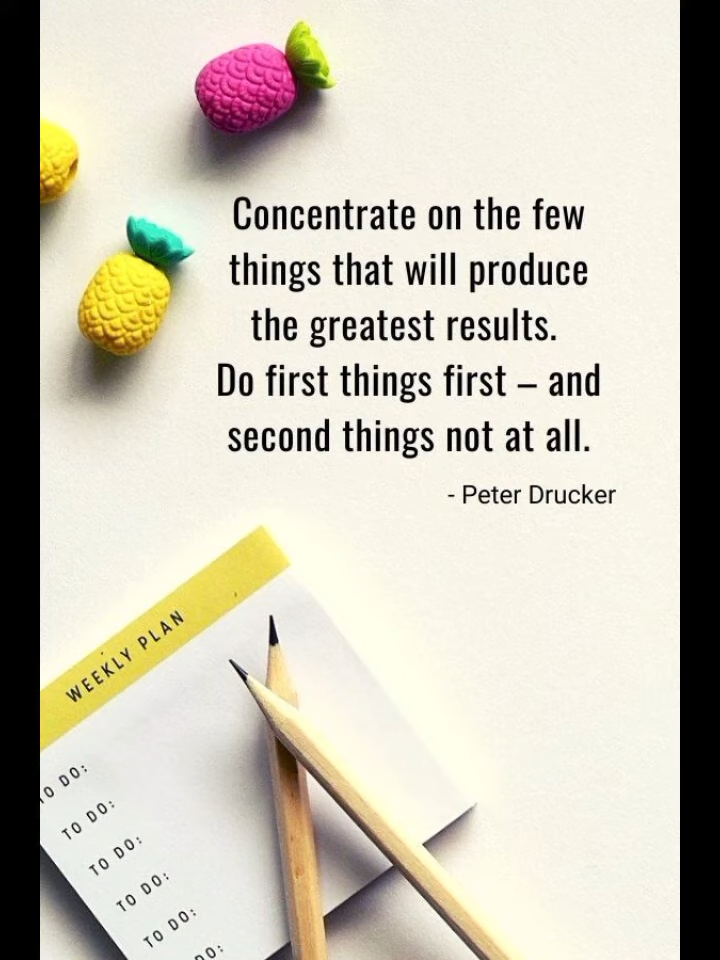 Concentrate on the few
things that will produce
the greatest results.
Do first things first – and
second things not at all.
- Peter Drucker
WEEKLY PLAN
TO DO:
TO DO:
TO DO:
TO DO:
TO DO:
DO: